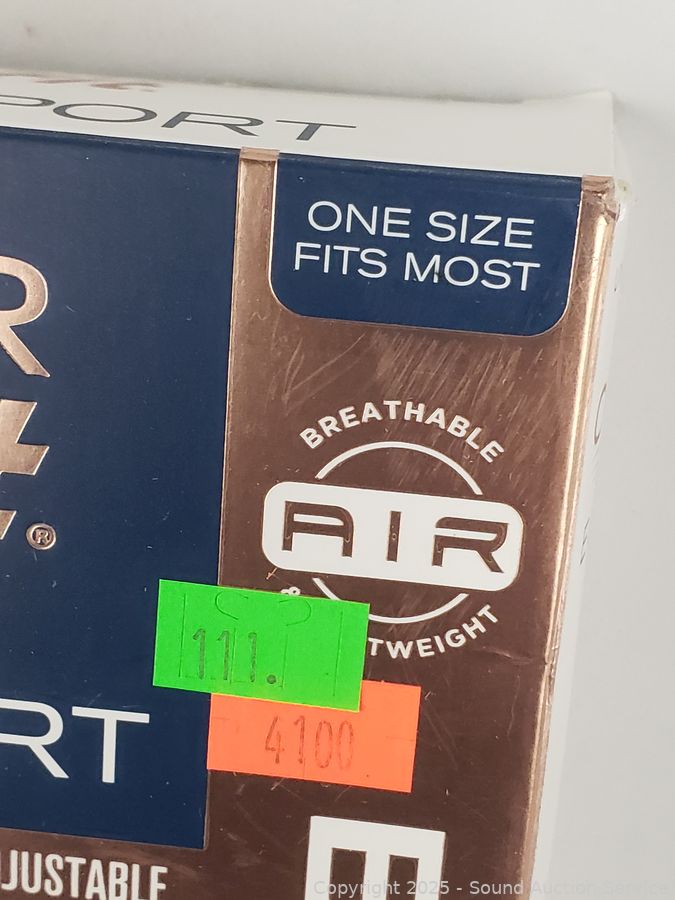 PORT
ONE SIZE
FITS MOST
R
BREATHABLE
AIR
®
&
TWEIGHT
111.
4100
RT
JUSTABLE
Copyright 2025 - Sound Auction Service